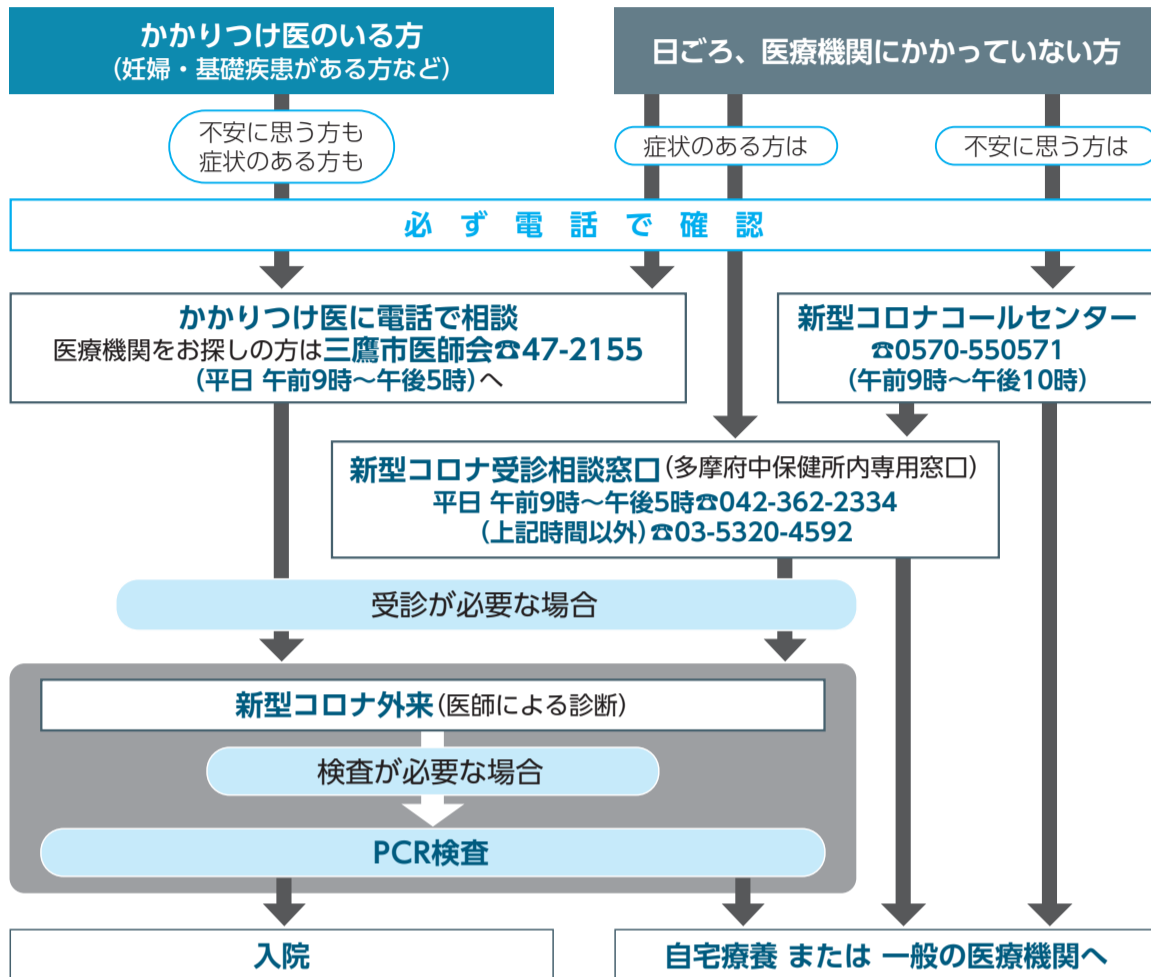 かかりつけ医のいる方
(妊婦・基礎疾患がある方など)
日ごろ、医療機関にかかっていない方
不安に思う方も
症状のある方も
症状のある方は
不安に思う方は
必ず電話で確認
かかりつけ医に電話で相談
医療機関をお探しの方は三鷹市医師会☎47-2155
(平日 午前9時~午後5時)へ
新型コロナコールセンター
☎0570-550571
(午前9時~午後10時)
新型コロナ受診相談窓口(多摩府中保健所内専用窓口)
平日 午前9時~午後5時☎042-362-2334
(上記時間以外)☎03-5320-4592
受診が必要な場合
新型コロナ外来(医師による診断)
検査が必要な場合
PCR検査
入院
自宅療養 または 一般の医療機関へ